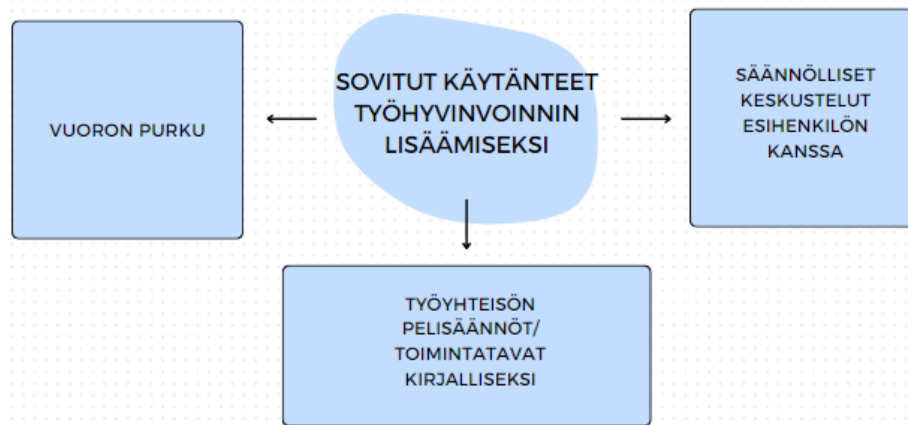 SOVITUT KÄYTÄNTEET
TYÖHYVINVOINNIN
LISÄÄMISEKSI
VUORON PURKU
SÄÄNNÖLLISET
KESKUSTELUT
ESIHENKILÖN
KANSSA
TYÖYHTEISÖN
PELISÄÄNNÖT/
TOIMINTATAVAT
KIRJALLISEKSI